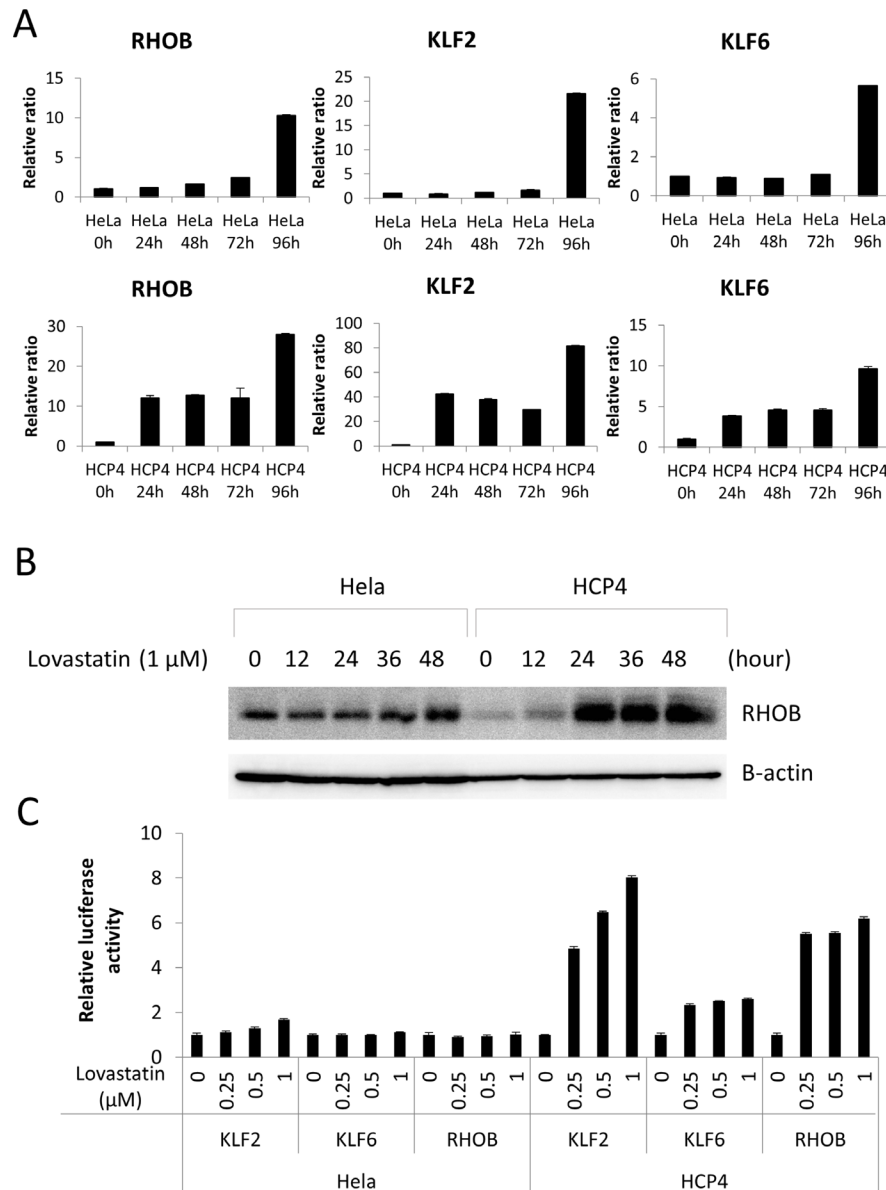 A
RHOB
KLF2
KLF6
Relative ratio
15
10
5
0
HeLa HeLa HeLa HeLa HeLa
0h 24h 48h 72h 96h
Relative ratio
25
20
15
10
5
0
HeLa HeLa HeLa HeLa HeLa
0h 24h 48h 72h 96h
Relative ratio
6
4
2
0
HeLa HeLa HeLa HeLa HeLa
0h 24h 48h 72h 96h
RHOB
KLF2
KLF6
Relative ratio
30
20
10
0
HCP4 HCP4 HCP4 HCP4 HCP4
0h 24h 48h 72h 96h
Relative ratio
100
80
60
40
20
0
HCP4 HCP4 HCP4 HCP4 HCP4
0h 24h 48h 72h 96h
Relative ratio
15
10
5
0
HCP4 HCP4 HCP4 HCP4 HCP4
0h 24h 48h 72h 96h
B
Hela HCP4
Lovastatin (1 μM) 0 12 24 36 48 0 12 24 36 48 (hour)
RHOB
B-actin
C
Relative luciferase
activity
10
8
6
4
2
0
Lovastatin
(μM)
0 0.25 0.5 1 0 0.25 0.5 1 0 0.25 0.5 1 0 0.25 0.5 1 0 0.25 0.5 1 0 0.25 0.5 1
KLF2 KLF6 RHOB KLF2 KLF6 RHOB
Hela HCP4